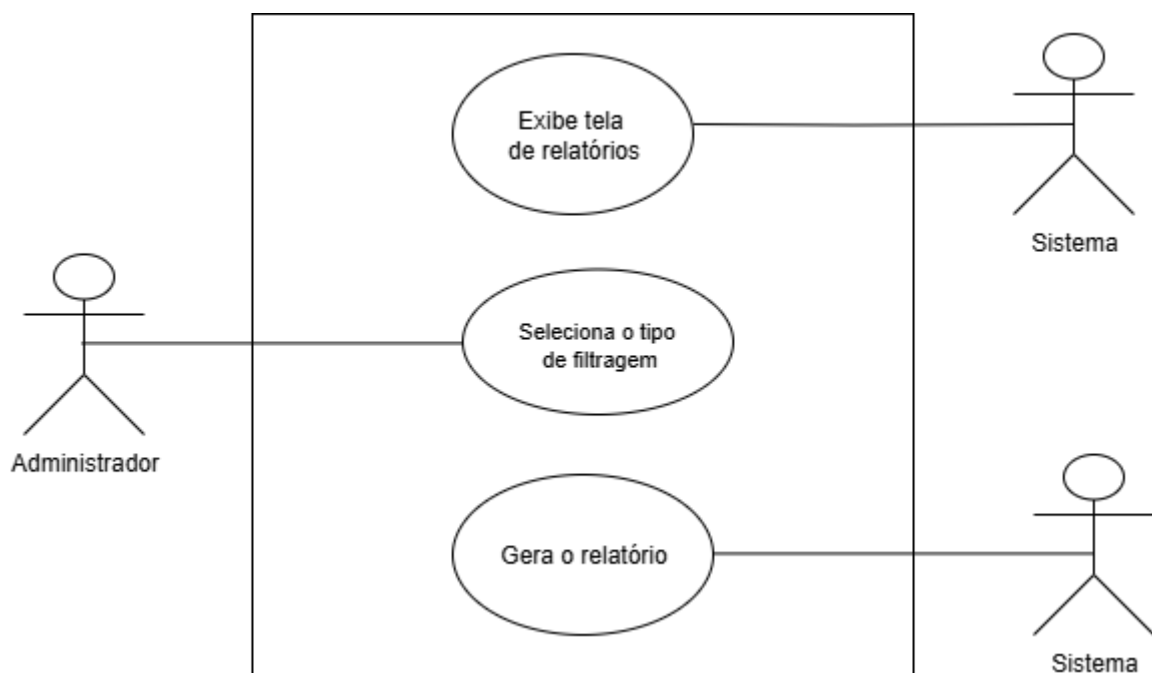 Exibe tela
de relatórios
Sistema
Seleciona o tipo
de filtragem
Administrador
Gera o relatório
Sistema